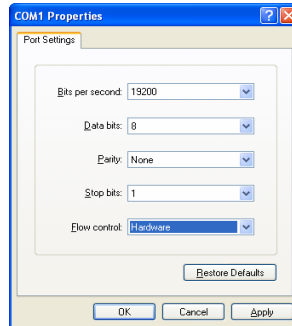 COM1 Properties
Port Settings
Bits per second: 19200
Data bits: 8
Parity: None
Stop bits: 1
Flow control: Hardware
Restore Defaults
OK Cancel Apply